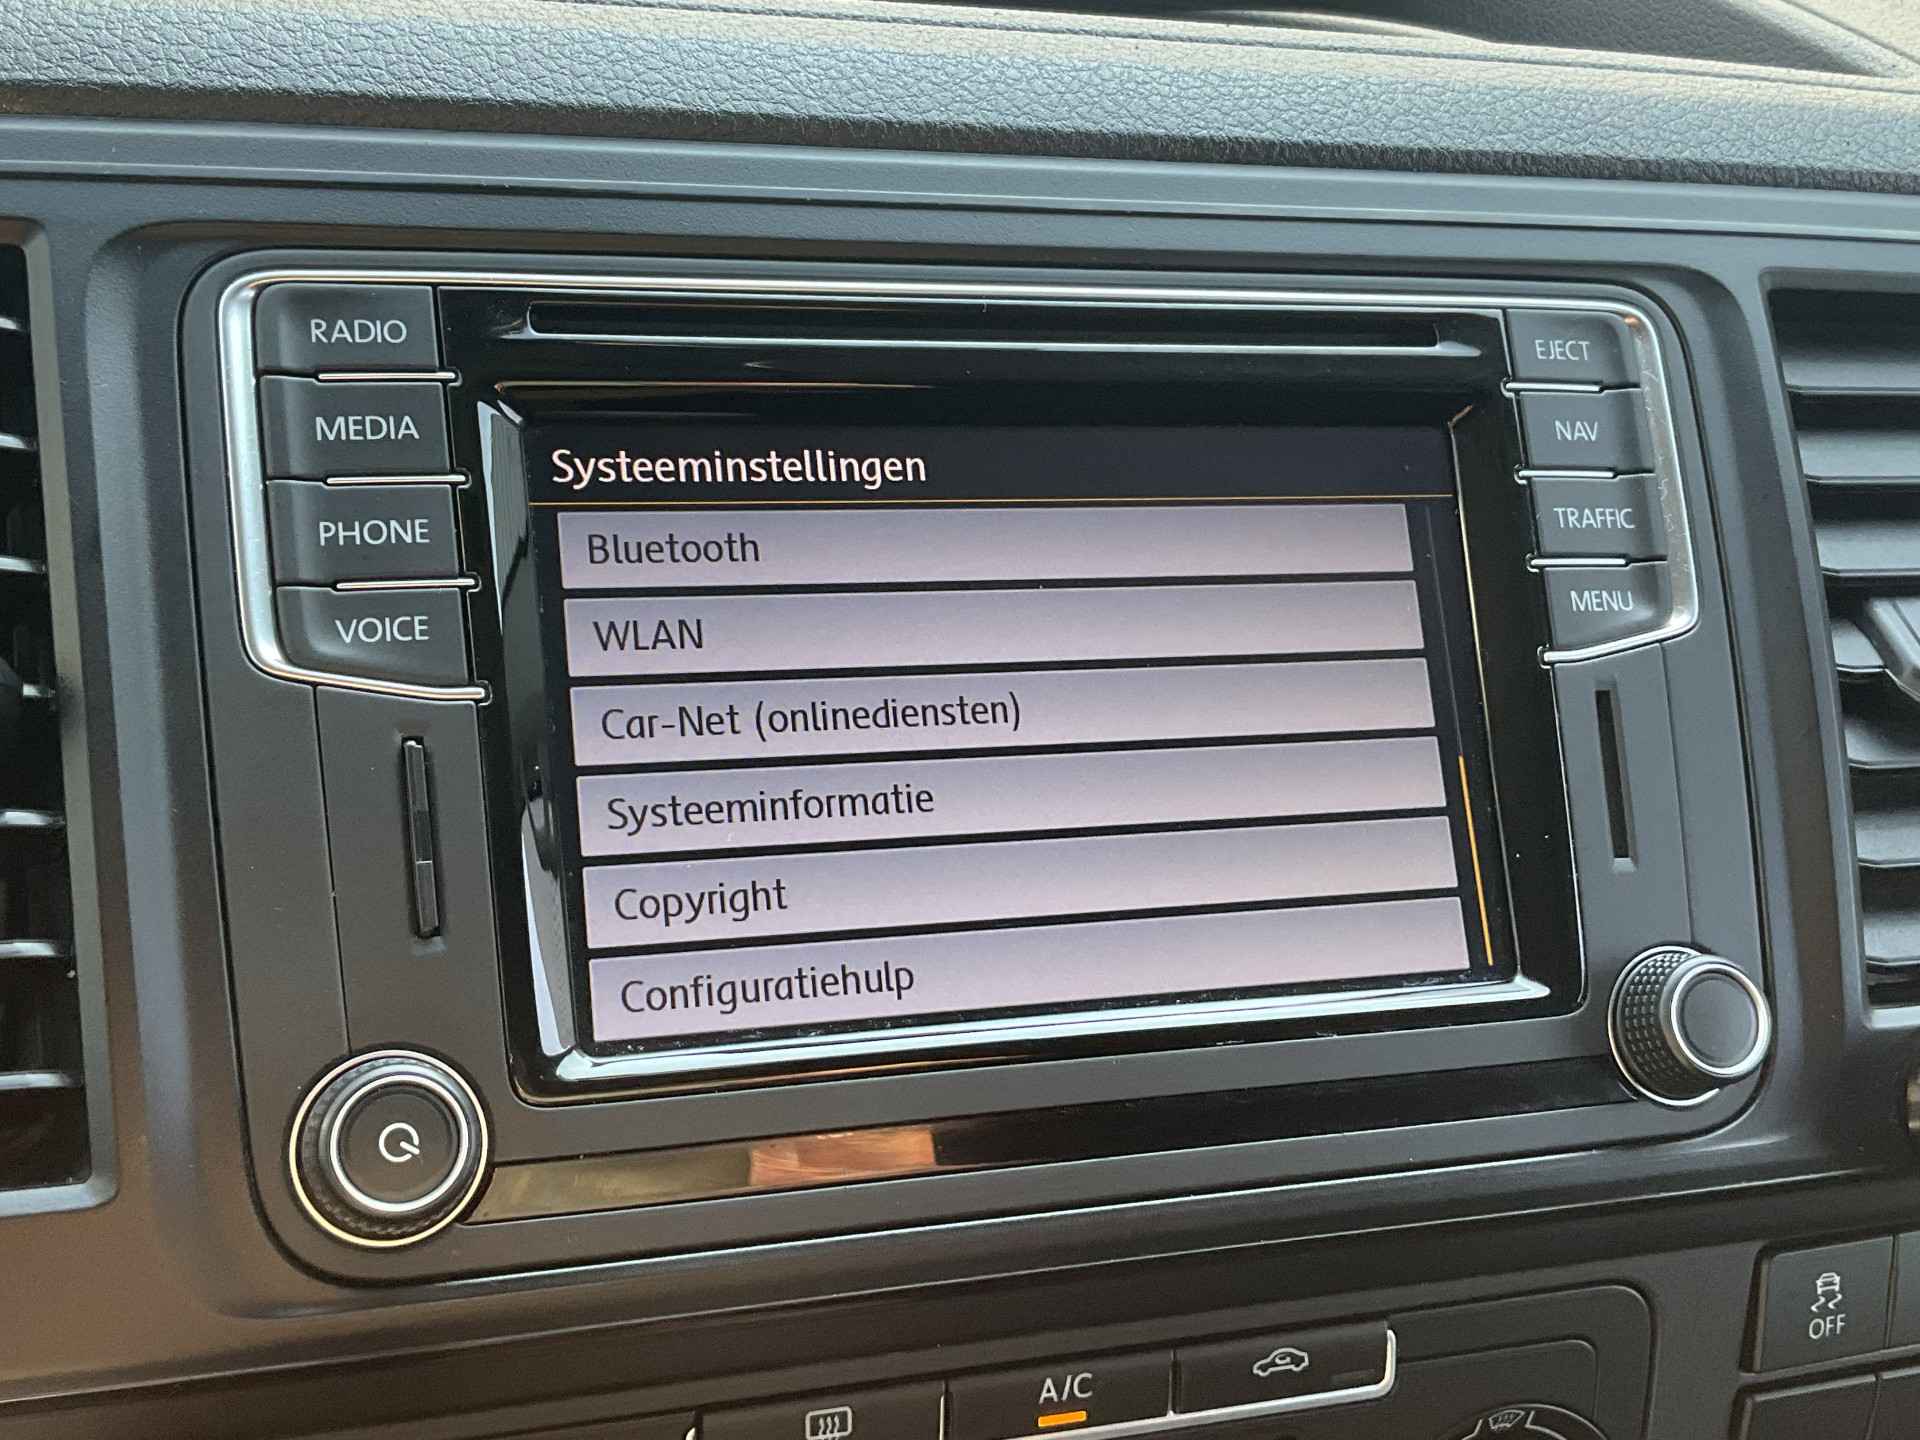 RADIO
MEDIA
PHONE
VOICE
EJECT
NAV
TRAFFIC
MENU
Systeeminstellingen
Bluetooth
WLAN
Car-Net (onlinediensten)
Systeeminformatie
Copyright
Configuratiehulp
OFF
A/C